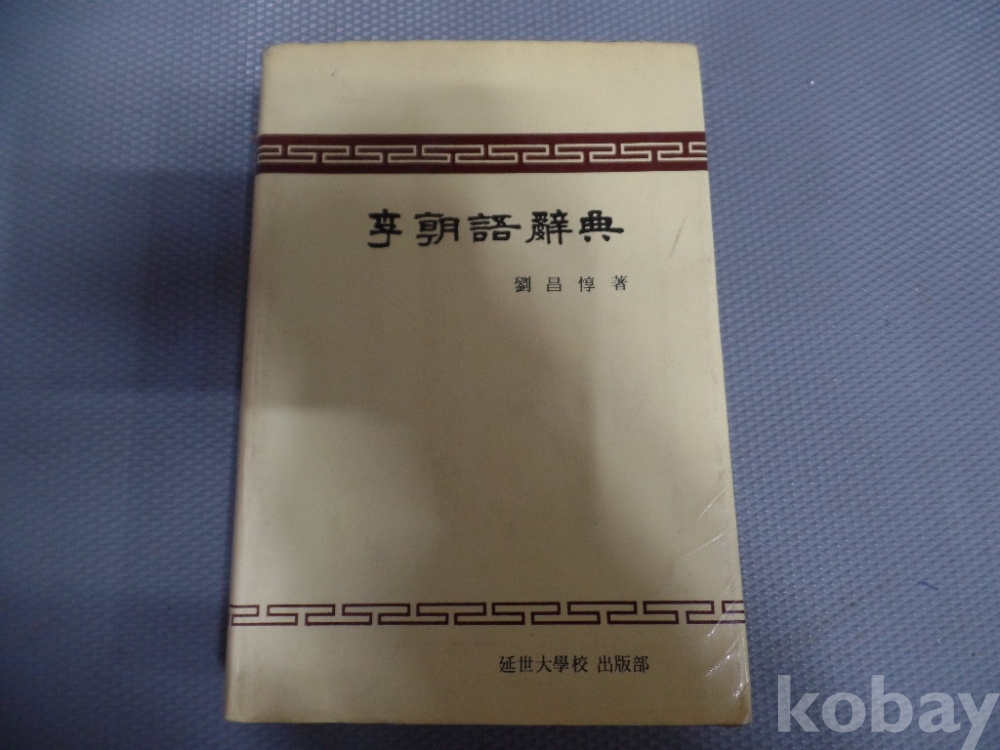 李朝語辭典
劉昌惇 著
延世大學校 出版部
kobay